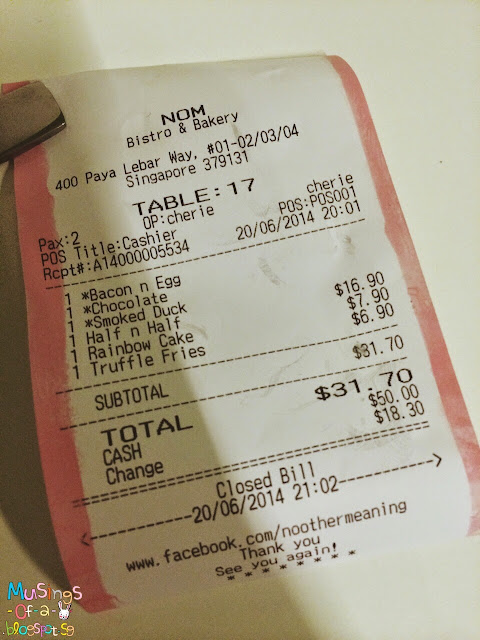 NOM
Bistro & Bakery
400 Paya Lebar Way, #01-02/03/04
Singapore 379131
TABLE: 17
OP:cherie cherie
Pax:2 POS:POS001
POS Title:Cashier
Rcpt#:A14000005534 20/06/2014 20:01
1 *Bacon n Egg
1 *Chocolate
1 *Smoked Duck
1 Half n Half $16.90
1 Rainbow Cake $7.90
1 Truffle Fries $6.90
SUBTOTAL $31.70
TOTAL $31.70
CASH $50.00
Change $18.30
Closed Bill
<----------20/06/2014 21:02---------->
www.facebook.com/noothermeaning
Thank you
See you again!
* * * * * * * *
Musings
-Of-a-
.blogspot.sg